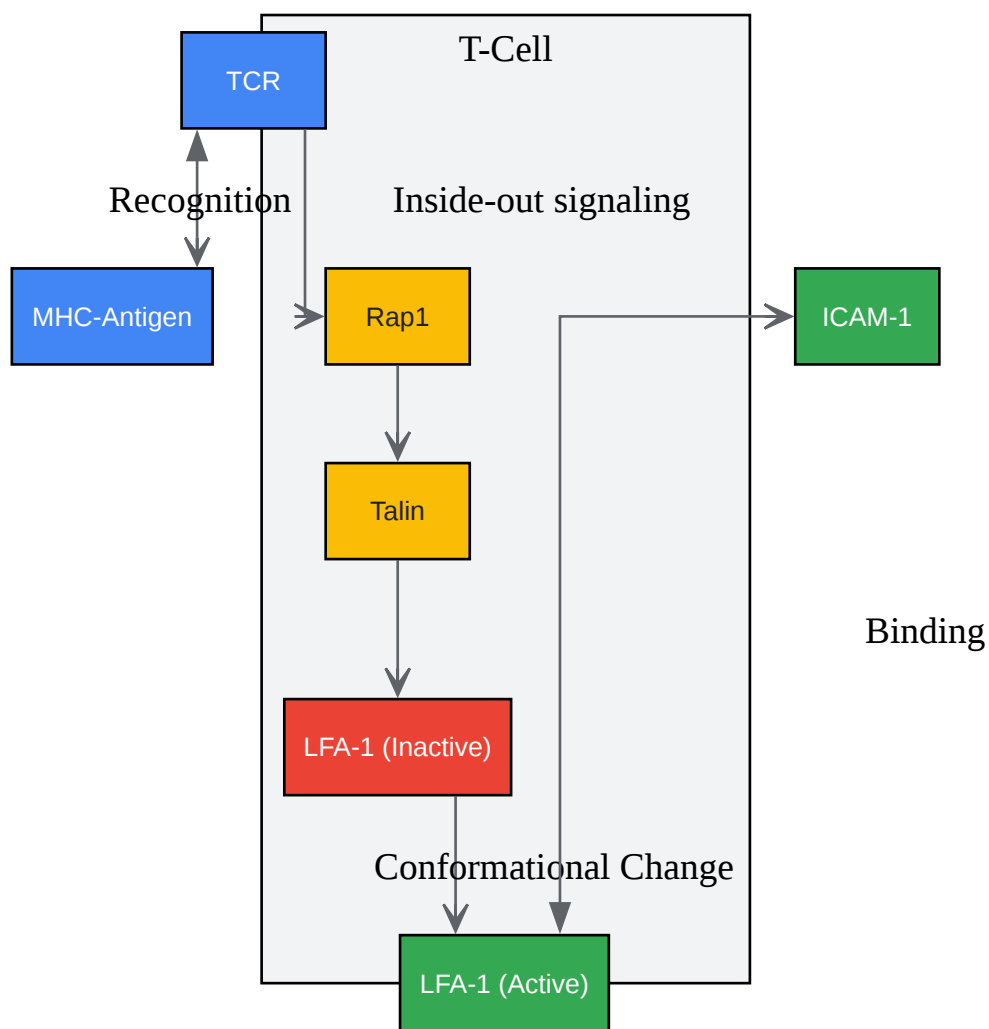 T-Cell
TCR
Recognition
Inside-out signaling
MHC-Antigen
Rap1
ICAM-1
Talin
Binding
LFA-1 (Inactive)
Conformational Change
LFA-1 (Active)